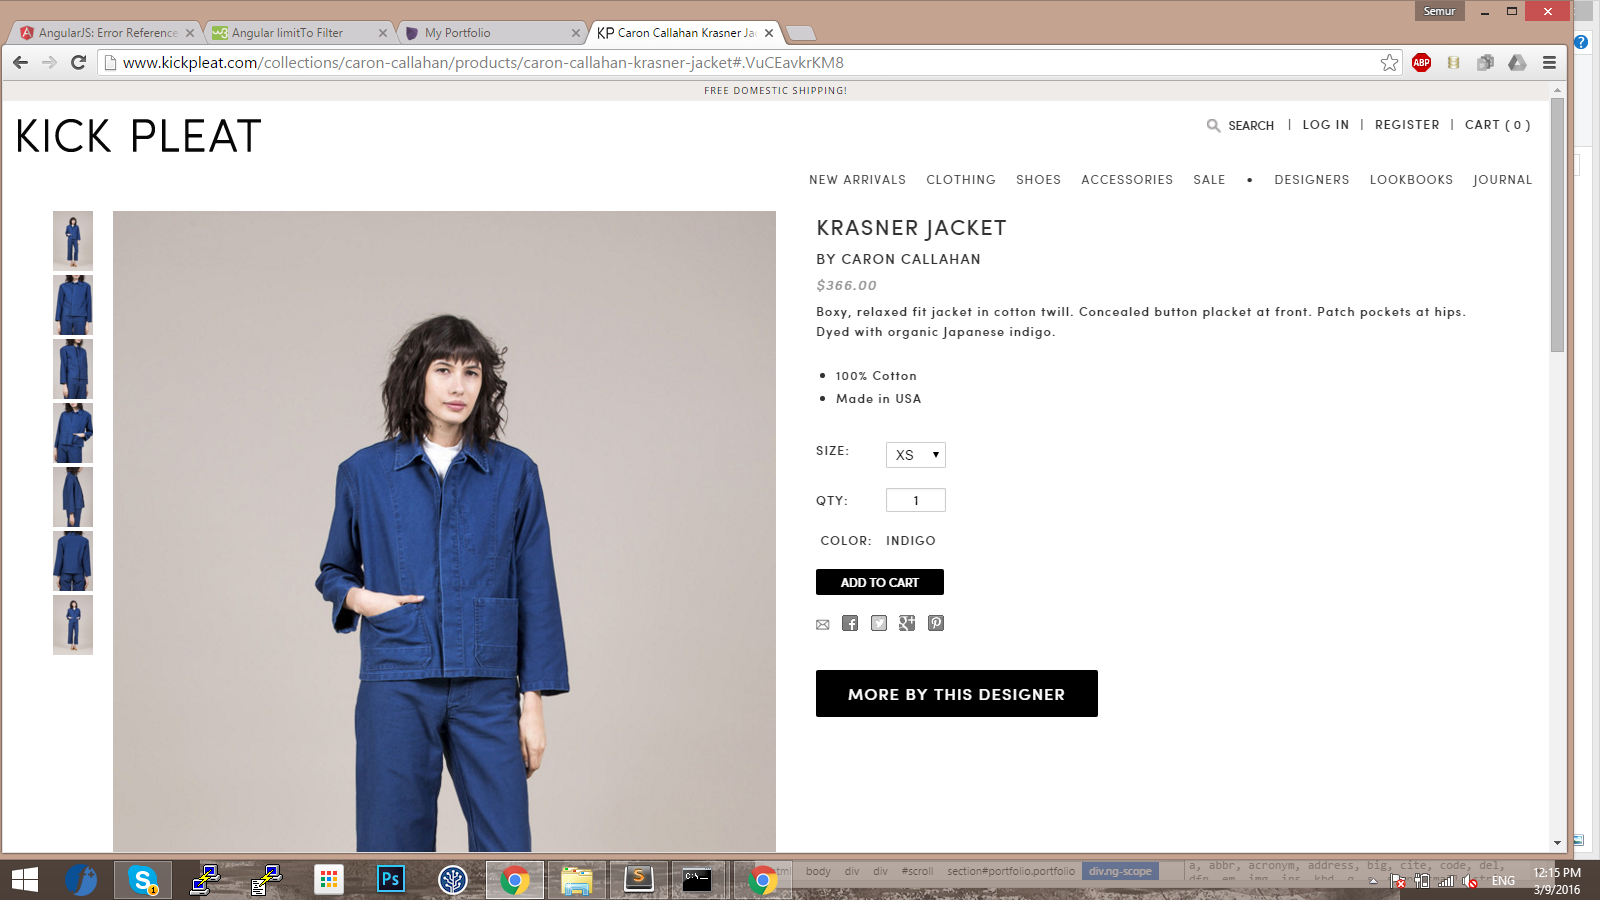 Semur
AngularJS: Error Reference
Angular limitTo Filter
My Portfolio
KP Caron Callahan Krasner Ja
www.kickpleat.com/collections/caron-callahan/products/caron-callahan-krasner-jacket#.VuCEavkrKM8
ABP
FREE DOMESTIC SHIPPING!
KICK PLEAT
SEARCH | LOG IN | REGISTER | CART ( 0 )
NEW ARRIVALS CLOTHING SHOES ACCESSORIES SALE • DESIGNERS LOOKBOOKS JOURNAL
KRASNER JACKET
BY CARON CALLAHAN
$366.00
Boxy, relaxed fit jacket in cotton twill. Concealed button placket at front. Patch pockets at hips.
Dyed with organic Japanese indigo.
• 100% Cotton
• Made in USA
SIZE: XS
QTY: 1
COLOR: INDIGO
ADD TO CART
MORE BY THIS DESIGNER
body div div #scroll section#portfolio.portfolio div.ng-scope
a, abbr, acronym, address, big, cite, code, del,
ENG
12:15 PM
3/9/2016